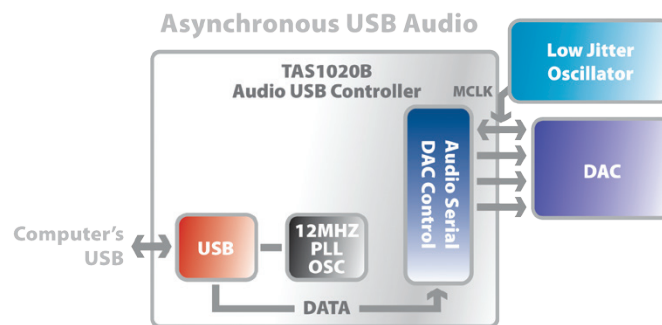 Asynchronous USB Audio
TAS1020B
Audio USB Controller
MCLK
Low Jitter
Oscillator
Audio Serial
DAC Control
DAC
Computer's
USB
USB
12MHZ
PLL
OSC
DATA